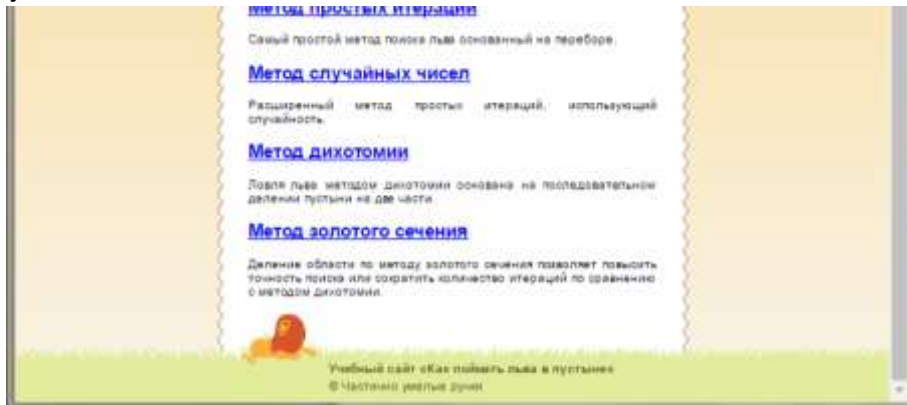 Метод простых итераций
Самый простой метод поиска льва основанный на переборе.
Метод случайных чисел
Расширенный метод простых итераций, использующий
случайность.
Метод дихотомии
Ловля льва методом дихотомии основана на последовательном
делении пустыни на две части.
Метод золотого сечения
Деление области по методу золотого сечения позволяет повысить
точность поиска или сократить количество итераций по сравнению
с методом дихотомии.
Учебный сайт «Как поймать льва в пустыне»
© Частично умелые ручки